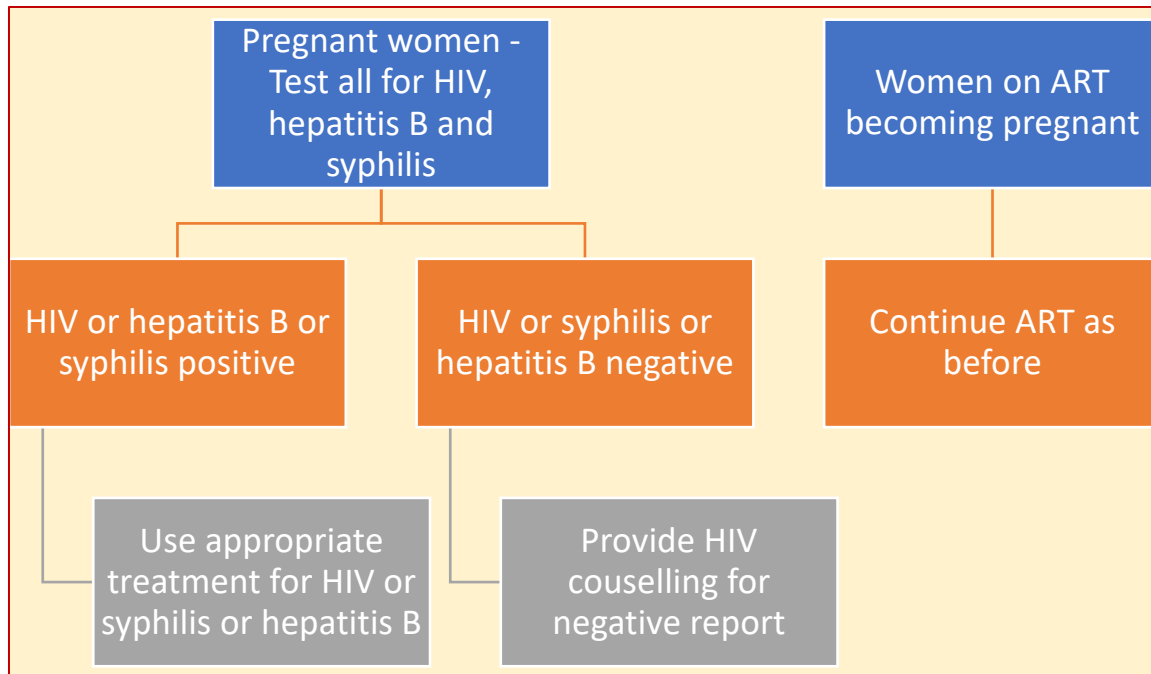 Pregnant women -
Test all for HIV,
hepatitis B and
syphilis
Women on ART
becoming pregnant
HIV or hepatitis B or
syphilis positive
HIV or syphilis or
hepatitis B negative
Continue ART as
before
Use appropriate
treatment for HIV or
syphilis or hepatitis B
Provide HIV
couselling for
negative report